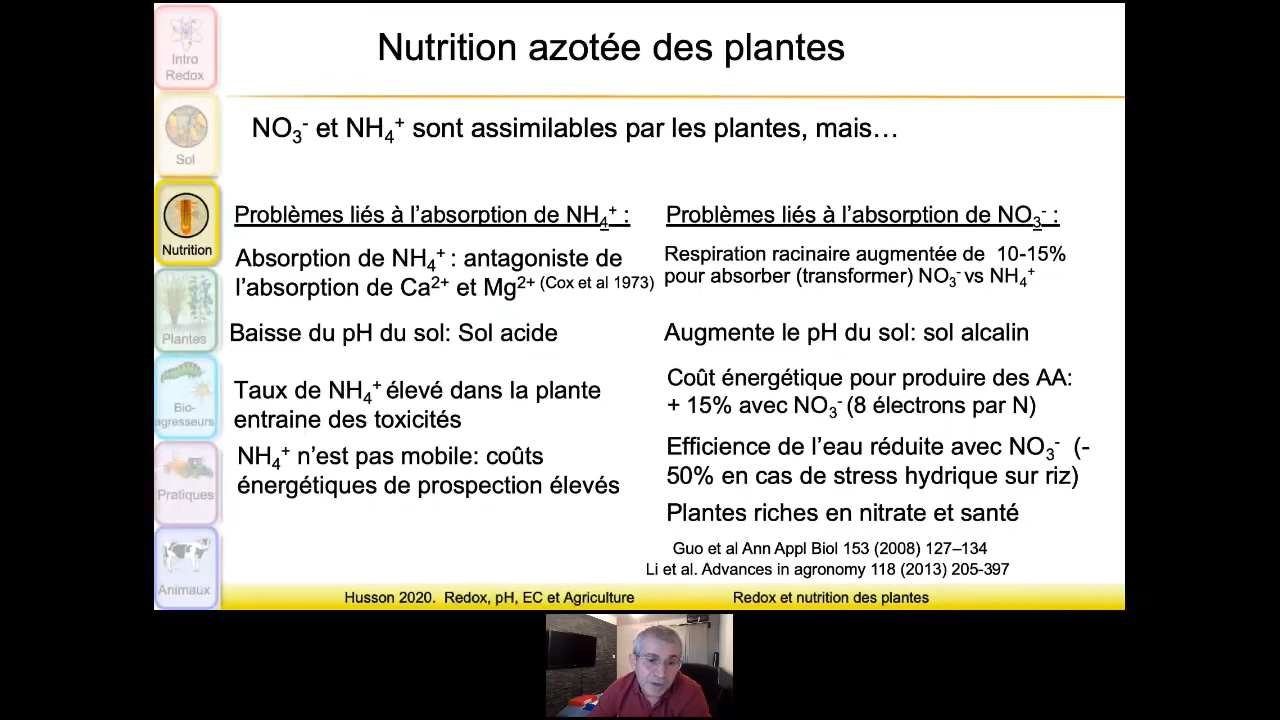 Nutrition azotée des plantes
Intro
Redox
Sol
Nutrition
Plantes
Bio-
agresseurs
Pratiques
Animaux
NO₃⁻ et NH₄⁺ sont assimilables par les plantes, mais…
Problèmes liés à l’absorption de NH₄⁺ :
Absorption de NH₄⁺ : antagoniste de
l’absorption de Ca²⁺ et Mg²⁺ (Cox et al 1973)
Baisse du pH du sol: Sol acide
Taux de NH₄⁺ élevé dans la plante
entraine des toxicités
NH₄⁺ n’est pas mobile: coûts
énergétiques de prospection élevés
Problèmes liés à l’absorption de NO₃⁻ :
Respiration racinaire augmentée de 10-15%
pour absorber (transformer) NO₃⁻ vs NH₄⁺
Augmente le pH du sol: sol alcalin
Coût énergétique pour produire des AA:
+ 15% avec NO₃⁻ (8 électrons par N)
Efficience de l’eau réduite avec NO₃⁻ (-
50% en cas de stress hydrique sur riz)
Plantes riches en nitrate et santé
Guo et al Ann Appl Biol 153 (2008) 127–134
Li et al. Advances in agronomy 118 (2013) 205-397
Husson 2020. Redox, pH, EC et Agriculture
Redox et nutrition des plantes